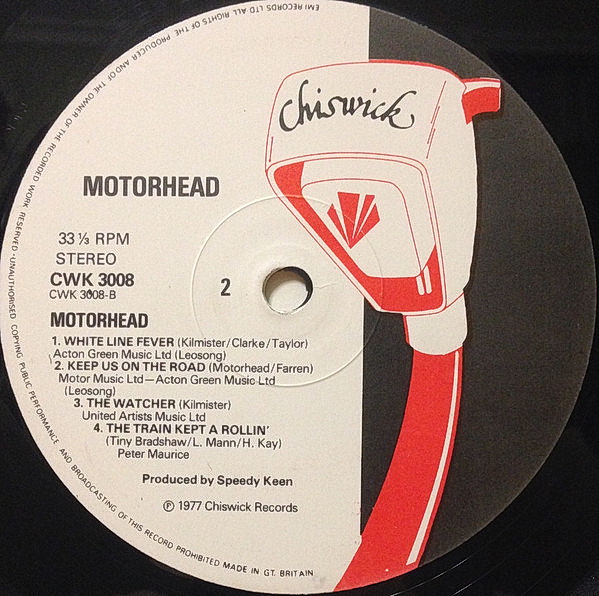 EMI RECORDS LTD ALL RIGHTS OF THE PRODUCER AND OF THE OWNER OF THE RECORDED WORK RESERVED · UNAUTHORISED COPYING PUBLIC PERFORMANCE AND BROADCASTING OF THIS RECORD PROHIBITED MADE IN GT. BRITAIN
Chiswick
MOTORHEAD
33 ⅓ RPM
STEREO
CWK 3008
CWK 3008-B
2
MOTORHEAD
1. WHITE LINE FEVER (Kilmister/Clarke/Taylor)
Acton Green Music Ltd (Leosong)
2. KEEP US ON THE ROAD (Motorhead/Farren)
Motor Music Ltd—Acton Green Music Ltd
(Leosong)
3. THE WATCHER (Kilmister)
United Artists Music Ltd
4. THE TRAIN KEPT A ROLLIN'
(Tiny Bradshaw/L. Mann/H. Kay)
Peter Maurice
Produced by Speedy Keen
℗ 1977 Chiswick Records